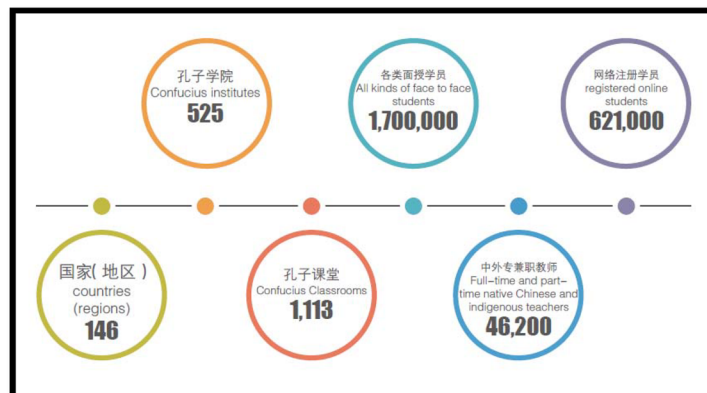 孔子学院
Confucius institutes
525
各类面授学员
All kinds of face to face
students
1,700,000
网络注册学员
registered online
students
621,000
国家（地区）
countries
(regions)
146
孔子课堂
Confucius Classrooms
1,113
中外专兼职教师
Full-time and part-
time native Chinese and
indigenous teachers
46,200